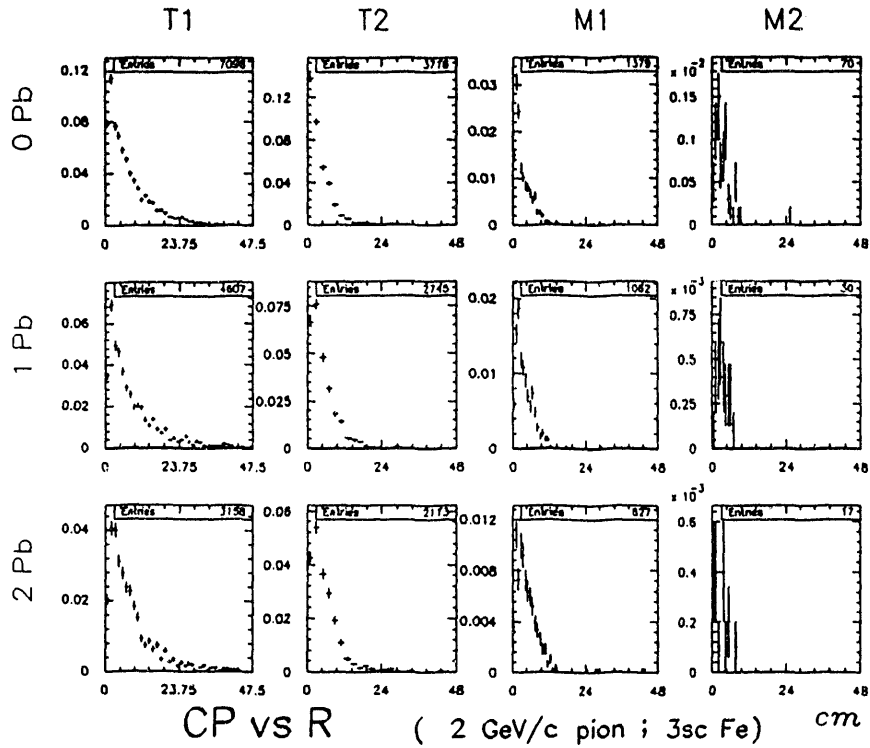 T1 T2 M1 M2
0 Pb
Entries 7098
0.12
0.08
0.04
0
0 23.75 47.5
Entries 3778
0.12
0.08
0.04
0
0 24 48
Entries 1379
0.03
0.02
0.01
0
0 24 48
× 10⁻²
Entries 70
0.15
0.1
0.05
0
0 24 48
1 Pb
Entries 4607
0.06
0.04
0.02
0
0 23.75 47.5
Entries 2745
0.075
0.05
0.025
0
0 24 48
Entries 1062
0.02
0.01
0
0 24 48
× 10⁻³
Entries 30
0.75
0.5
0.25
0
0 24 48
2 Pb
Entries 3158
0.04
0.02
0
0 23.75 47.5
Entries 2173
0.06
0.04
0.02
0
0 24 48
Entries 877
0.012
0.008
0.004
0
0 24 48
× 10⁻³
Entries 17
0.6
0.4
0.2
0
0 24 48
CP vs R ( 2 GeV/c pion ; 3sc Fe) cm